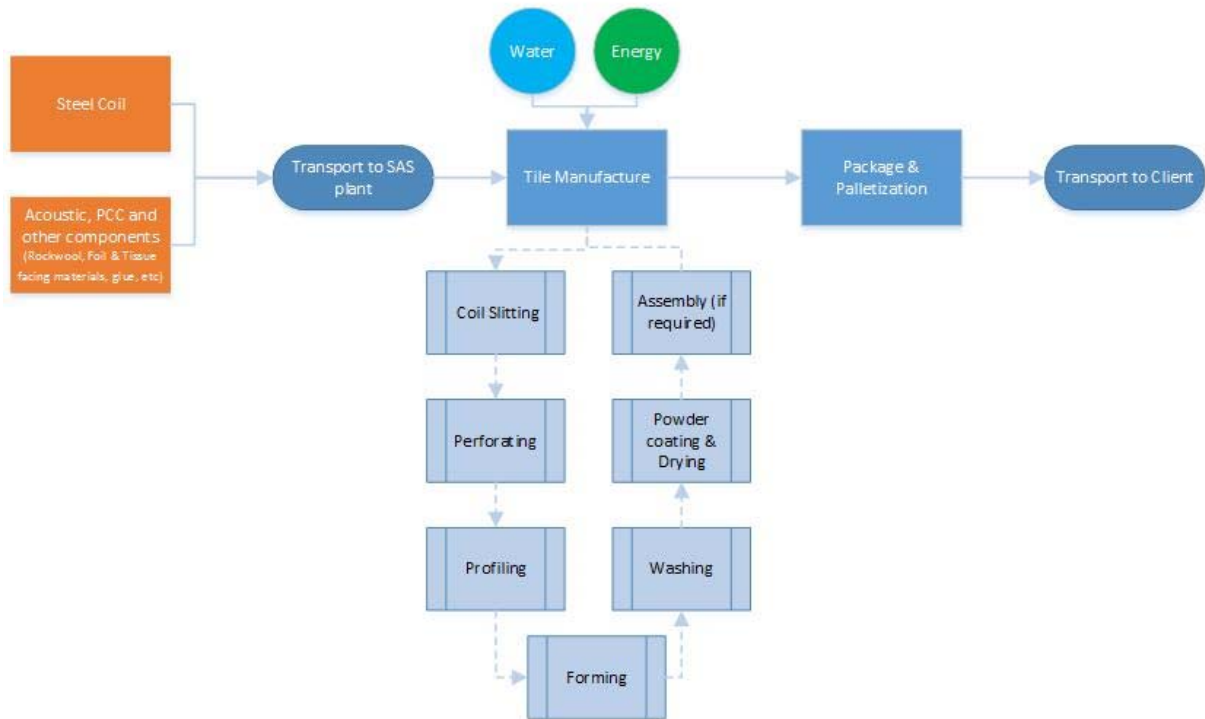 Water
Energy
Steel Coil
Transport to SAS
plant
Tile Manufacture
Package &
Palletization
Transport to Client
Acoustic, PCC and
other components
(Rockwool, Foil & Tissue
facing materials, glue, etc)
Coil Slitting
Perforating
Profiling
Forming
Washing
Powder
coating &
Drying
Assembly (if
required)